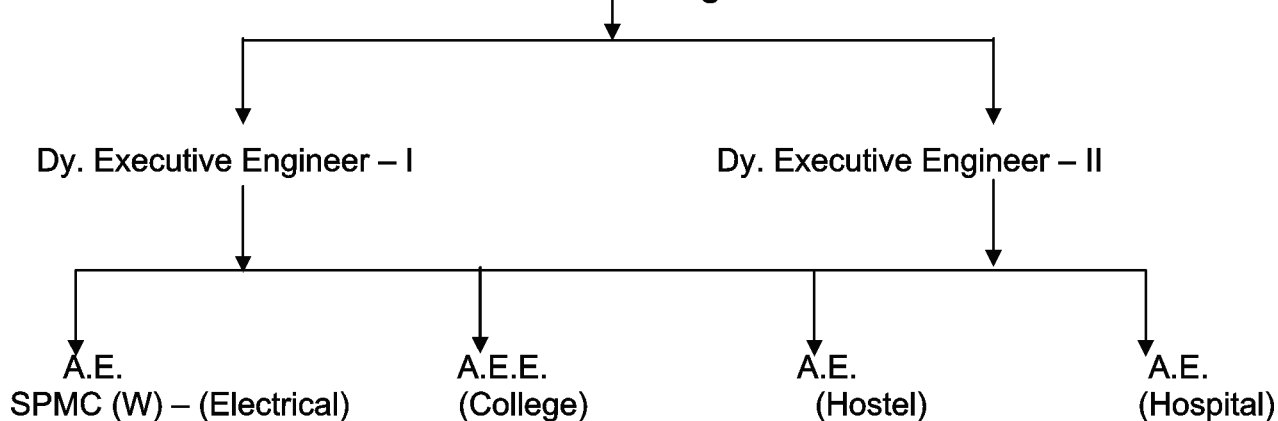 Dy. Executive Engineer – I
Dy. Executive Engineer – II
A.E.
SPMC (W) – (Electrical)
A.E.E.
(College)
A.E.
(Hostel)
A.E.
(Hospital)